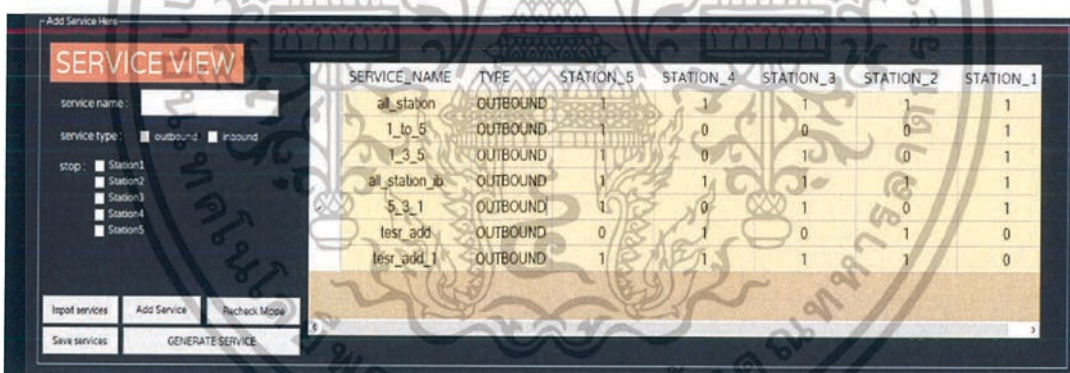 Add Service Here
SERVICE VIEW
service name :
service type : outbound inbound
stop : Station1
Station2
Station3
Station4
Station5
Import services Add Service Recheck Mode
Save services GENERATE SERVICE
SERVICE_NAME TYPE STATION_5 STATION_4 STATION_3 STATION_2 STATION_1
all_station OUTBOUND 1 1 1 1 1
1_to_5 OUTBOUND 1 0 0 0 1
1_3_5 OUTBOUND 1 0 1 0 1
all_station_ib OUTBOUND 1 1 1 1 1
5_3_1 OUTBOUND 1 0 1 0 1
tesr_add OUTBOUND 0 1 0 1 0
tesr_add_1 OUTBOUND 1 1 1 1 0